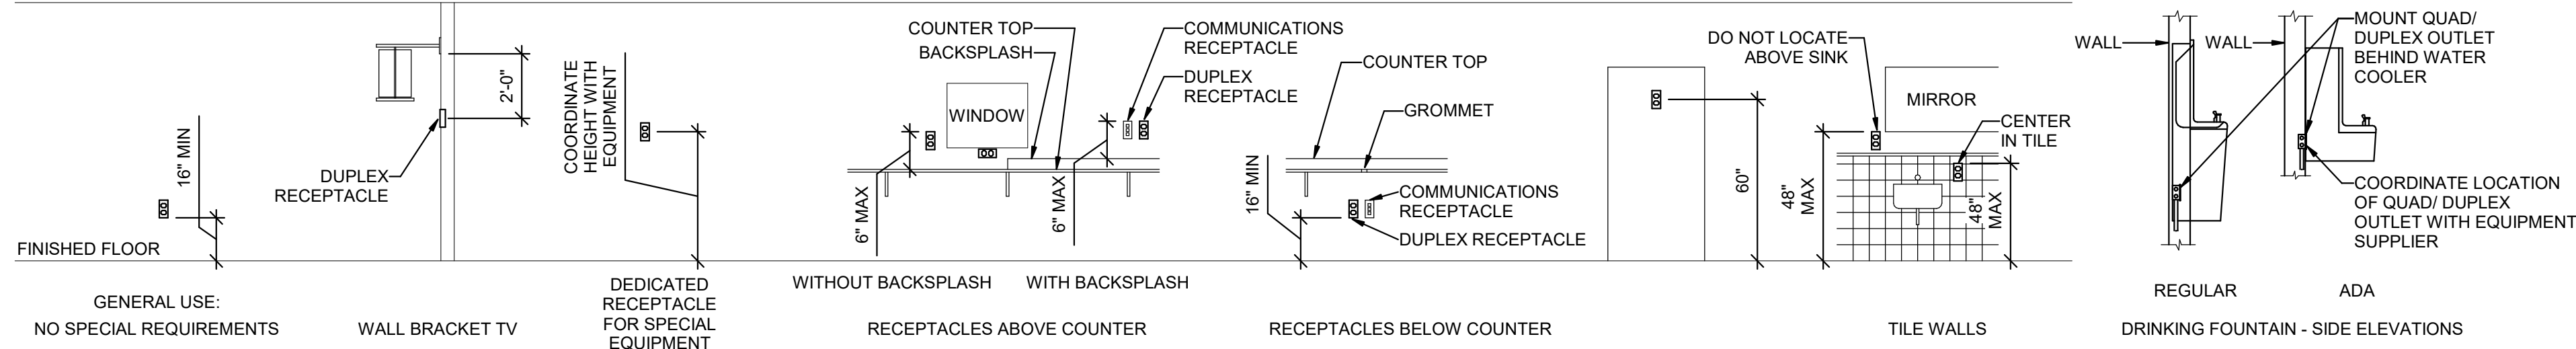 16" MIN
FINISHED FLOOR
GENERAL USE:
NO SPECIAL REQUIREMENTS
2'-0"
DUPLEX
RECEPTACLE
WALL BRACKET TV
COORDINATE
HEIGHT WITH
EQUIPMENT
DEDICATED
RECEPTACLE
FOR SPECIAL
EQUIPMENT
COUNTER TOP
BACKSPLASH
COMMUNICATIONS
RECEPTACLE
DUPLEX
RECEPTACLE
WINDOW
6" MAX
6" MAX
WITHOUT BACKSPLASH
WITH BACKSPLASH
RECEPTACLES ABOVE COUNTER
COUNTER TOP
GROMMET
16" MIN
COMMUNICATIONS
RECEPTACLE
DUPLEX RECEPTACLE
RECEPTACLES BELOW COUNTER
60"
DO NOT LOCATE
ABOVE SINK
MIRROR
CENTER
IN TILE
48"
MAX
48"
MAX
TILE WALLS
WALL
WALL
MOUNT QUAD/
DUPLEX OUTLET
BEHIND WATER
COOLER
COORDINATE LOCATION
OF QUAD/ DUPLEX
OUTLET WITH EQUIPMENT
SUPPLIER
REGULAR
ADA
DRINKING FOUNTAIN - SIDE ELEVATIONS